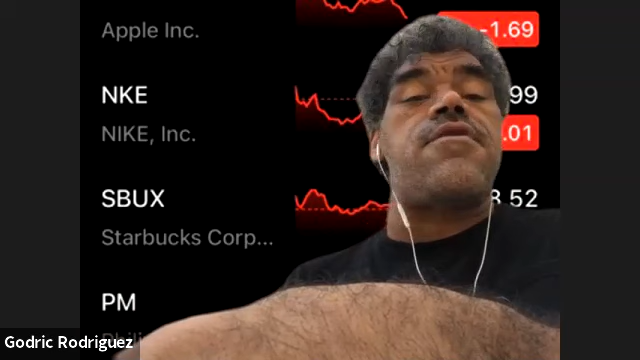 Apple Inc.
-1.69
NKE
99
NIKE, Inc.
.01
SBUX
8.52
Starbucks Corp...
PM
Godric Rodriguez